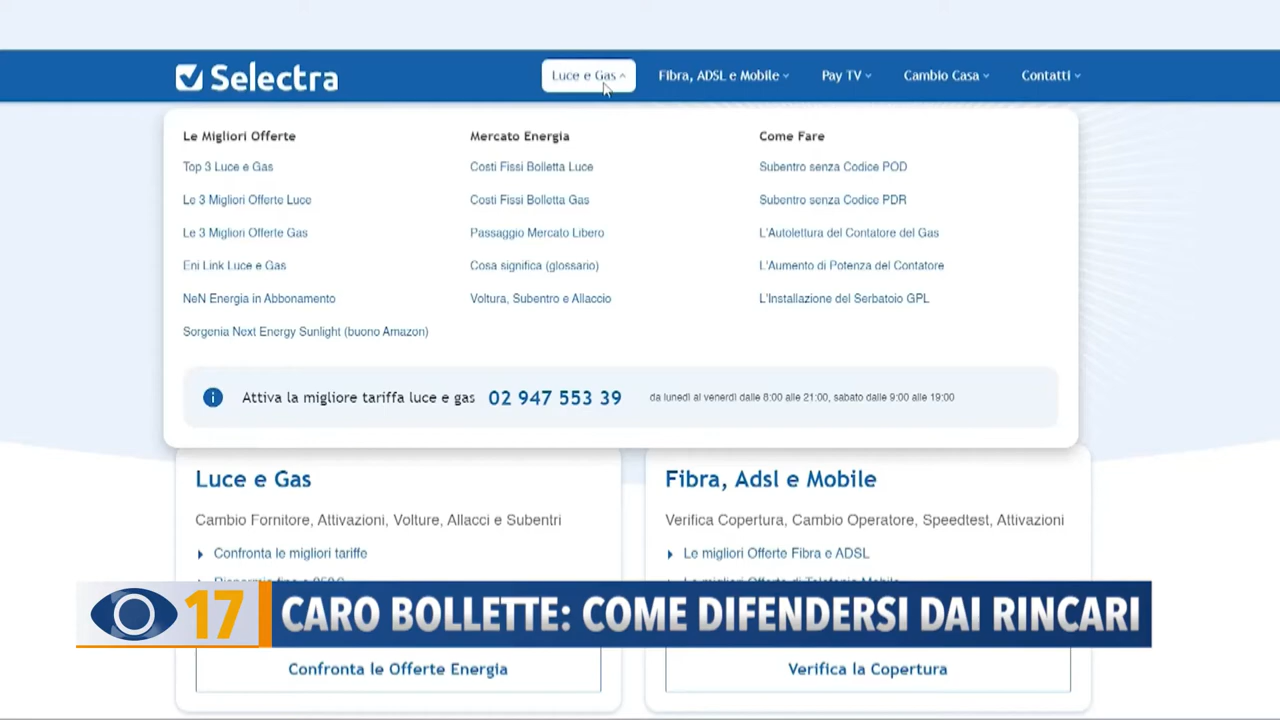 Selectra
Luce e Gas
Fibra, ADSL e Mobile
Pay TV
Cambio Casa
Contatti
Le Migliori Offerte
Top 3 Luce e Gas
Le 3 Migliori Offerte Luce
Le 3 Migliori Offerte Gas
Eni Link Luce e Gas
NeN Energia in Abbonamento
Sorgenia Next Energy Sunlight (buono Amazon)
Mercato Energia
Costi Fissi Bolletta Luce
Costi Fissi Bolletta Gas
Passaggio Mercato Libero
Cosa significa (glossario)
Voltura, Subentro e Allaccio
Come Fare
Subentro senza Codice POD
Subentro senza Codice PDR
L'Autolettura del Contatore del Gas
L'Aumento di Potenza del Contatore
L'Installazione del Serbatoio GPL
Attiva la migliore tariffa luce e gas 02 947 553 39 da lunedì al venerdì dalle 8:00 alle 21:00, sabato dalle 9:00 alle 19:00
Luce e Gas
Cambio Fornitore, Attivazioni, Volture, Allacci e Subentri
Confronta le migliori tariffe
Confronta le Offerte Energia
Fibra, Adsl e Mobile
Verifica Copertura, Cambio Operatore, Speedtest, Attivazioni
Le migliori Offerte Fibra e ADSL
Verifica la Copertura
17
CARO BOLLETTE: COME DIFENDERSI DAI RINCARI